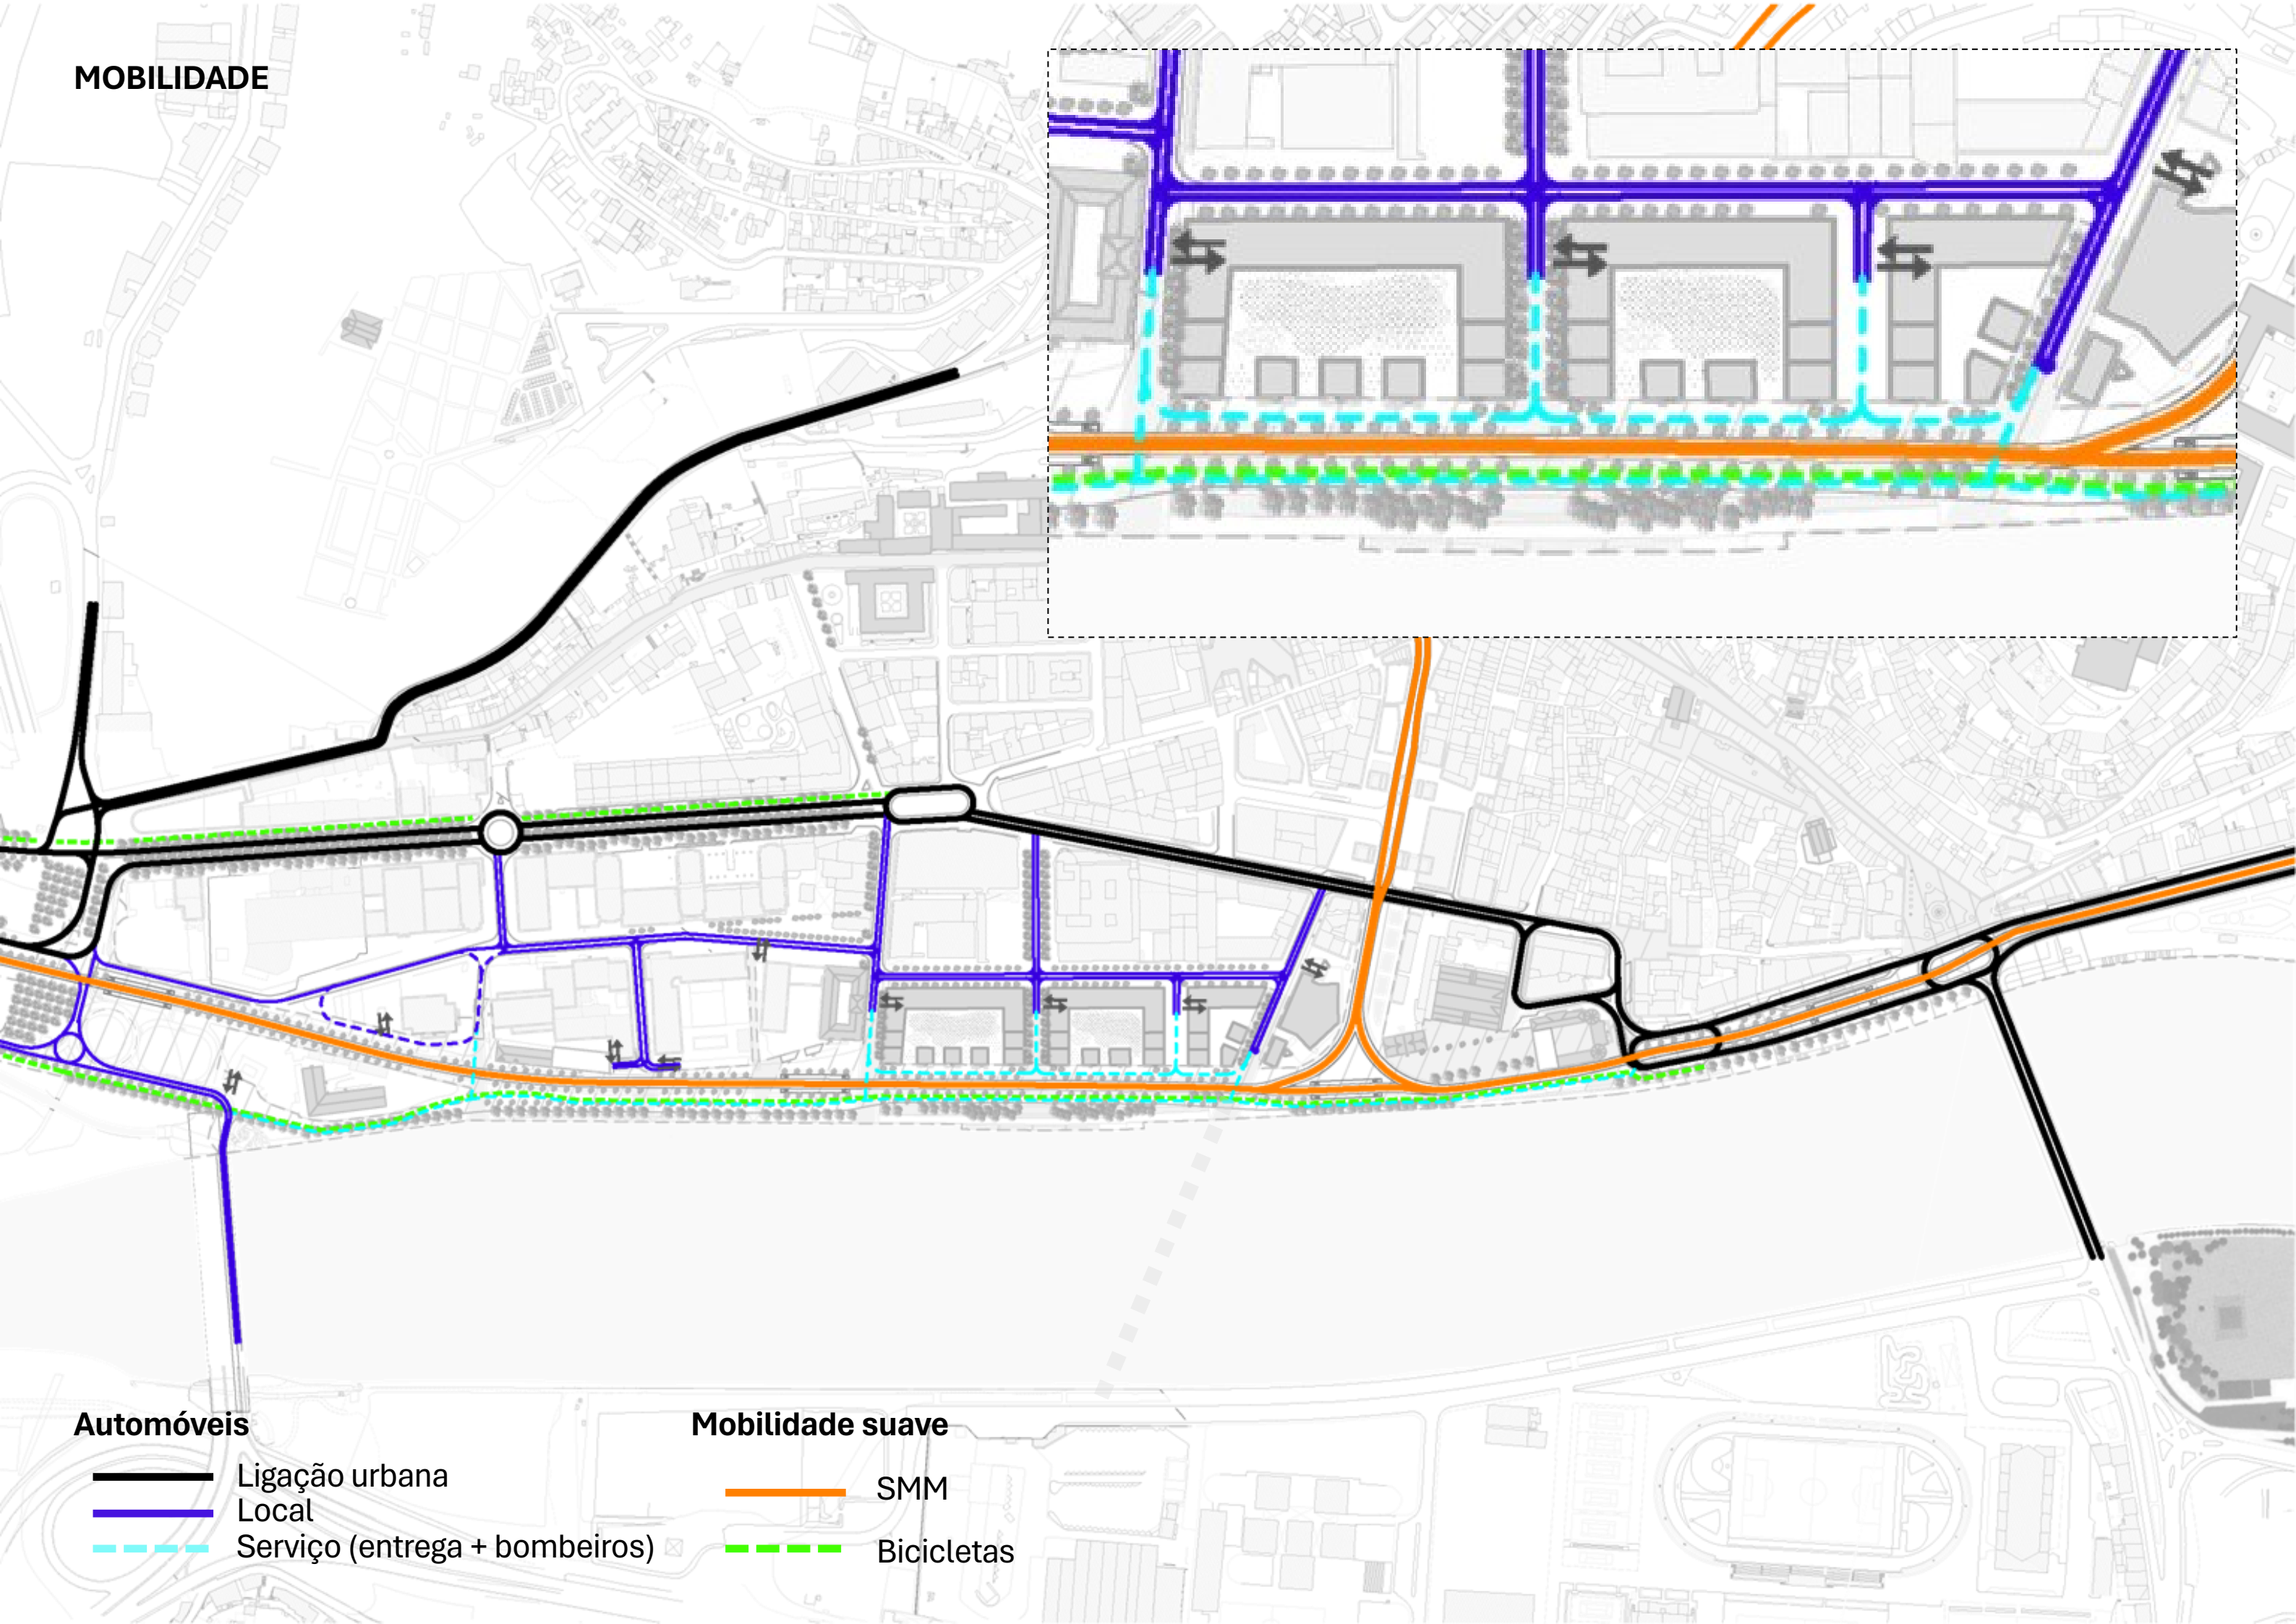 MOBILIDADE
Automóveis
Ligação urbana
Local
Serviço (entrega + bombeiros)
Mobilidade suave
SMM
Bicicletas